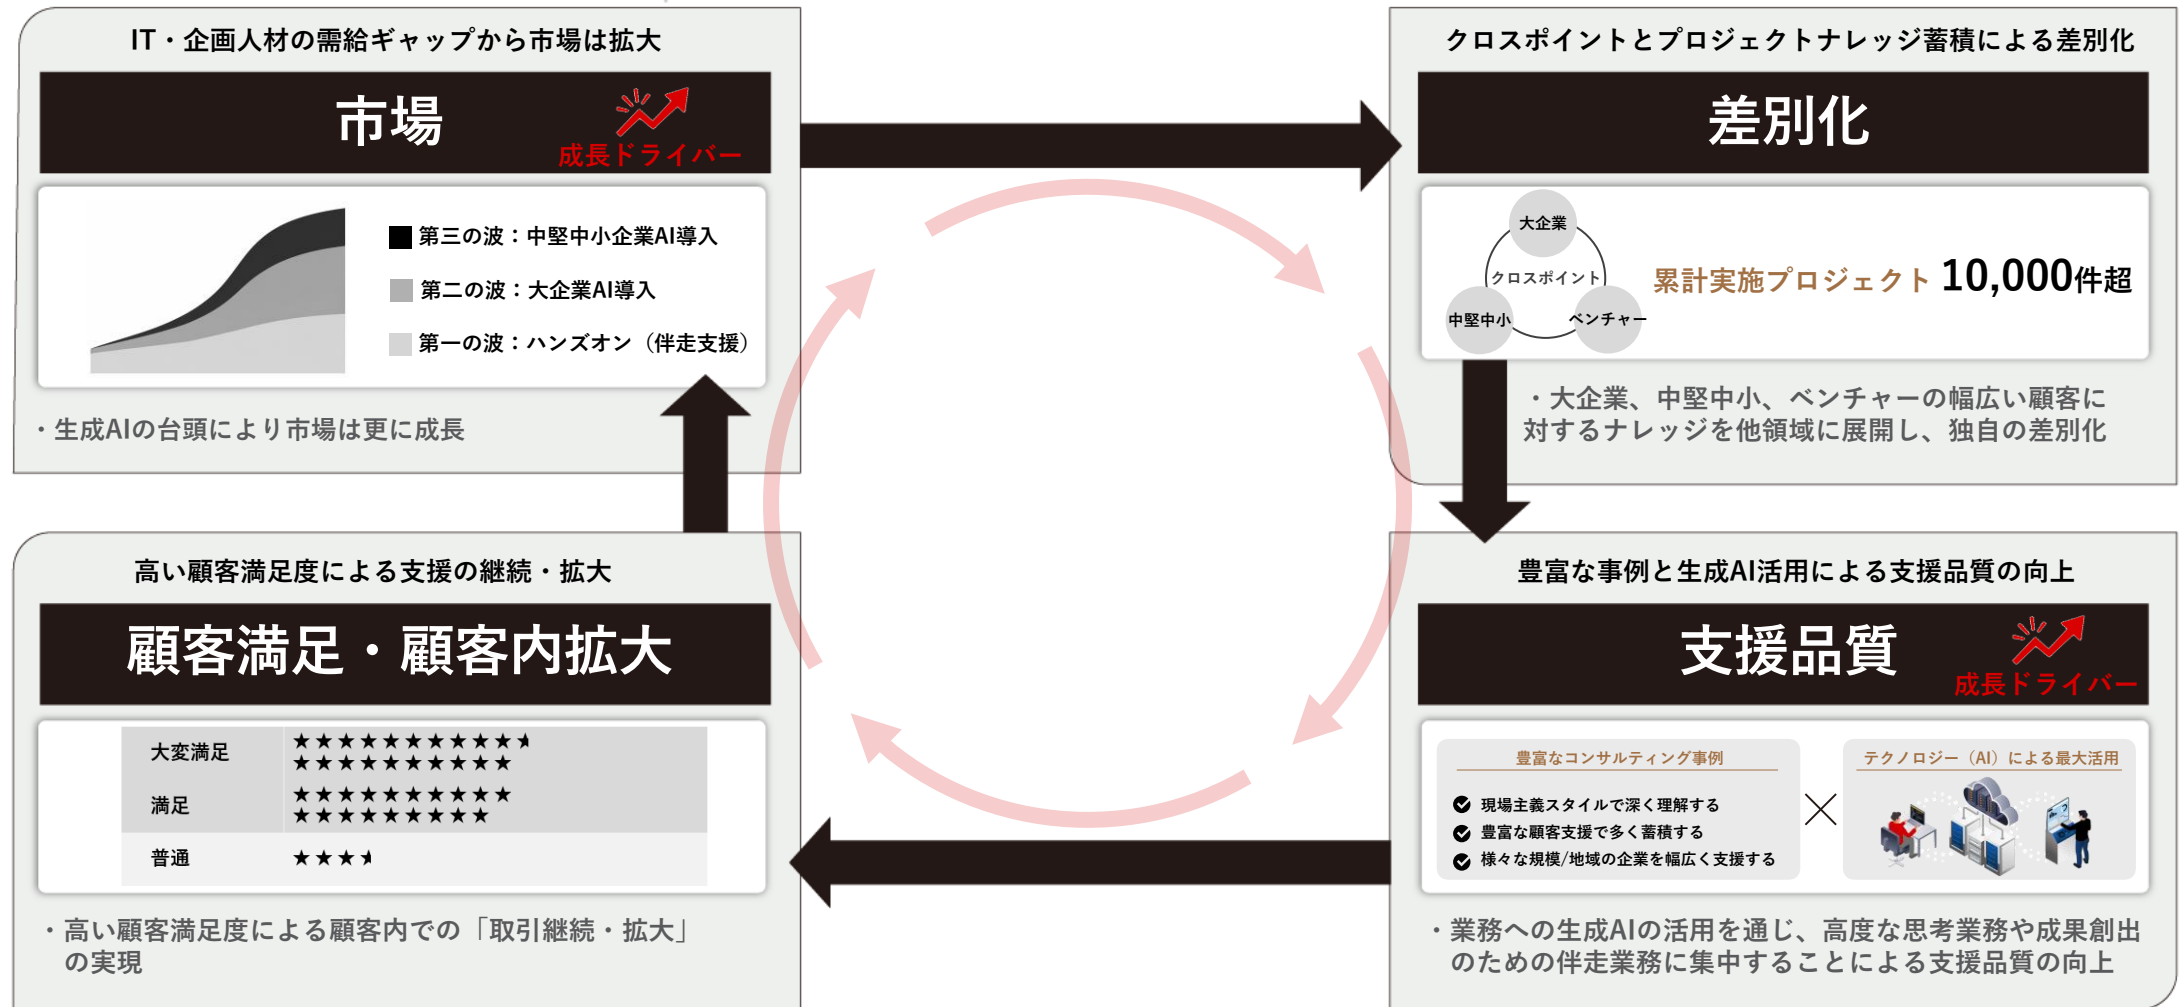 IT・企画人材の需給ギャップから市場は拡大
市場
成長ドライバー
第三の波：中堅中小企業AI導入
第二の波：大企業AI導入
第一の波：ハンズオン（伴走支援）
・生成AIの台頭により市場は更に成長
クロスポイントとプロジェクトナレッジ蓄積による差別化
差別化
大企業
クロスポイント
中堅中小
ベンチャー
累計実施プロジェクト 10,000件超
・大企業、中堅中小、ベンチャーの幅広い顧客に
対するナレッジを他領域に展開し、独自の差別化
高い顧客満足度による支援の継続・拡大
顧客満足・顧客内拡大
大変満足
★★★★★★★★★★★
★★★★★★★★★★
満足
★★★★★★★★★★
★★★★★★★★★
普通
★★★★
・高い顧客満足度による顧客内での「取引継続・拡大」
の実現
豊富な事例と生成AI活用による支援品質の向上
支援品質
成長ドライバー
豊富なコンサルティング事例
現場主義スタイルで深く理解する
豊富な顧客支援で多く蓄積する
様々な規模/地域の企業を幅広く支援する
テクノロジー（AI）による最大活用
・業務への生成AIの活用を通じ、高度な思考業務や成果創出
のための伴走業務に集中することによる支援品質の向上